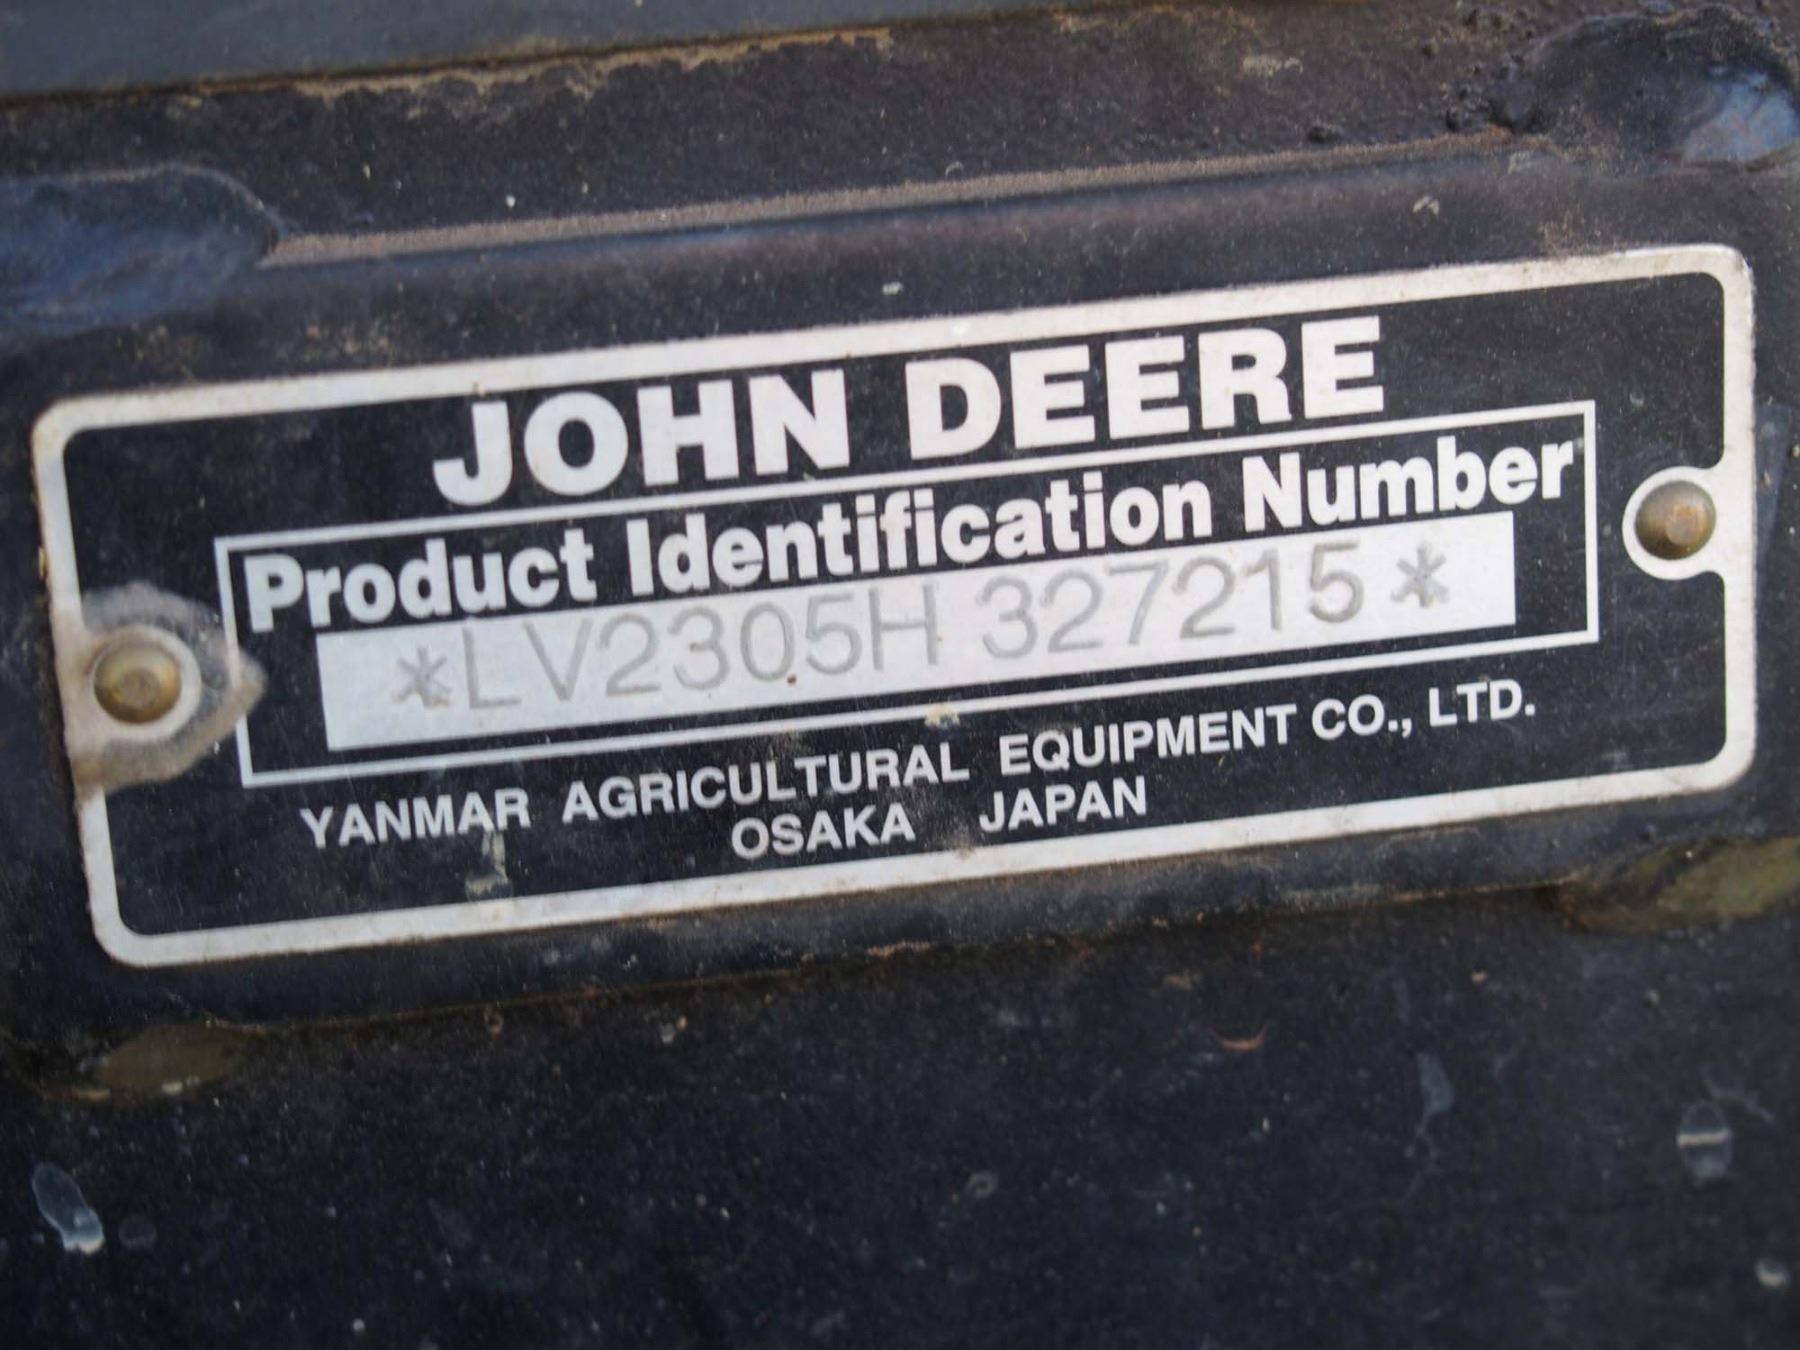 JOHN DEERE
Product Identification Number
*LV2305H 327215*
YANMAR AGRICULTURAL EQUIPMENT CO., LTD.
OSAKA JAPAN